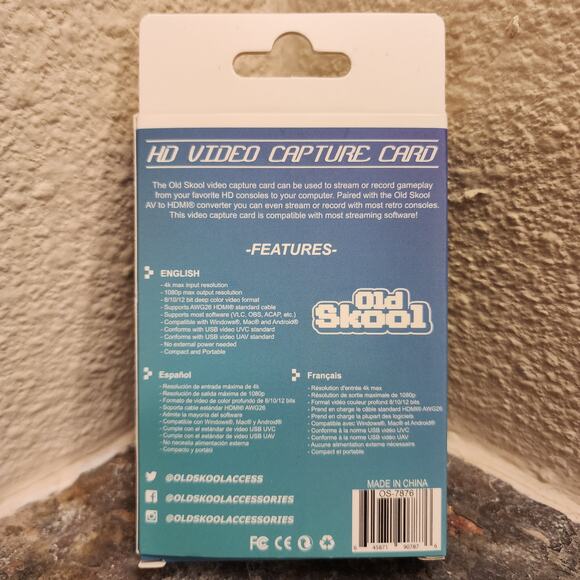 HD VIDEO CAPTURE CARD
The Old Skool video capture card can be used to stream or record gameplay
from your favorite HD consoles to your computer. Paired with the Old Skool
AV to HDMI® converter you can even stream or record with most retro consoles.
This video capture card is compatible with most streaming software!
-FEATURES-
ENGLISH
- 4k max input resolution
- 1080p max output resolution
- 8/10/12 bit deep color video format
- Supports AWG26 HDMI® standard cable
- Supports most software (VLC, OBS, ACAP, etc.)
- Compatible with Windows®, Mac® and Android®
- Conforms with USB video UVC standard
- Conforms with USB video UAV standard
- No external power needed
- Compact and Portable
Old
Skool
Español
- Resolución de entrada máxima de 4k
- Resolución de salida máxima de 1080p
- Formato de video de color profundo de 8/10/12 bits
- Soporta cable estándar HDMI® AWG26
- Admite la mayoría del software
- Compatible con Windows®, Mac® y Android®
- Cumple con el estándar de video USB UVC
- Cumple con el estándar de video USB UAV
- No necesita alimentación externa
- Compacto y portátil
Français
- Résolution d'entrée 4k max
- Résolution de sortie maximale de 1080p
- Format vidéo couleur profond 8/10/12 bits
- Prend en charge le câble standard HDMI® AWG26
- Prend en charge la plupart des logiciels
- Compatible avec Windows®, Mac® et Android®
- Conforme à la norme USB video UVC
- Conforme à la norme USB video UAV
- Aucune alimentation externe nécessaire
- Compact et portable
@OLDSKOOLACCESS
@OLDSKOOLACCESSORIES
@OLDSKOOLACCESSORIES
FC CE
MADE IN CHINA
OS-7876
6 45871 90787 6